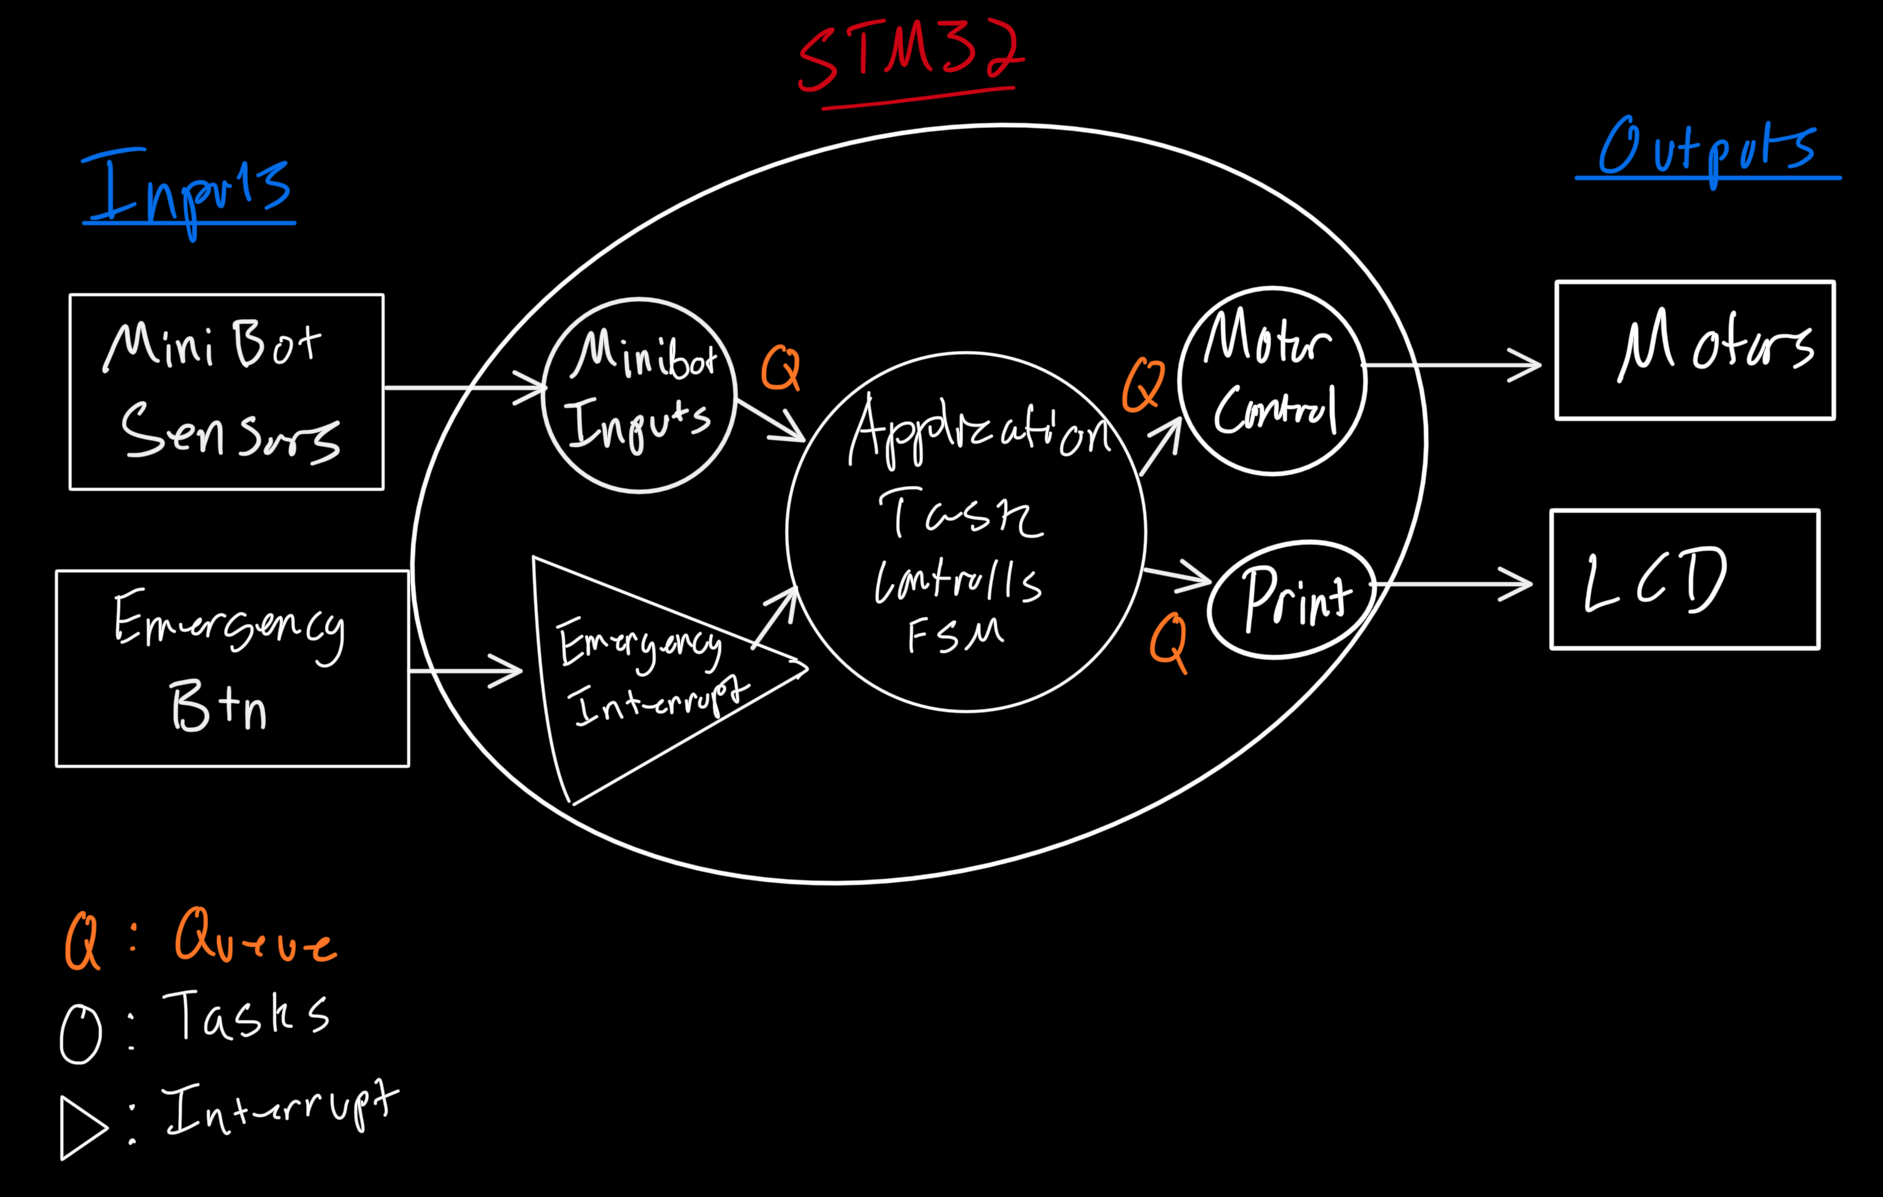 STM32
Inputs
Outputs
Mini Bot
Sensors
Minibot
Inputs
Q
Application
Task
Controlls
FSM
Q
Motor
Control
Motors
Emergency
Btn
Emergency
Interrupt
Q
Print
LCD
Q : Queue
O : Tasks
▷ : Interrupt